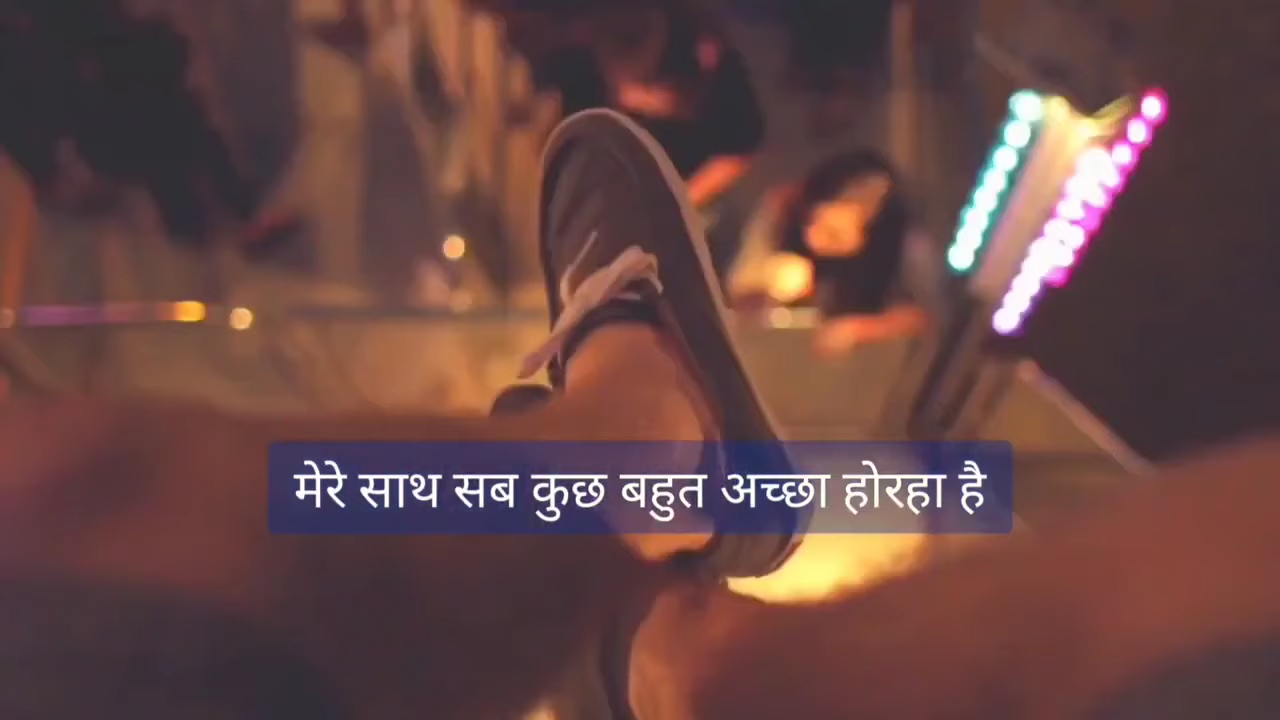 मेरे साथ सब कुछ बहुत अच्छा होरहा है